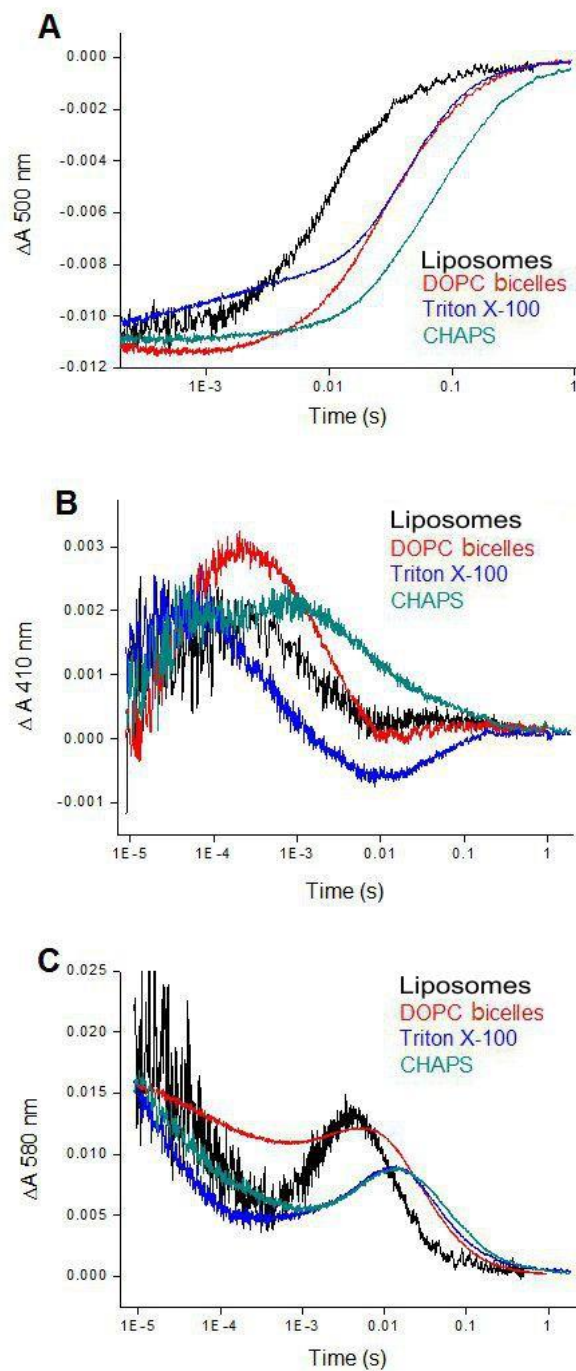 A
0.000
-0.002
-0.004
-0.006
-0.008
-0.010
-0.012
ΔA 500 nm
Liposomes
DOPC bicelles
Triton X-100
CHAPS
1E-3
0.01
0.1
1
Time (s)
B
0.003
0.002
0.001
0.000
-0.001
Δ A 410 nm
Liposomes
DOPC bicelles
Triton X-100
CHAPS
1E-5
1E-4
1E-3
0.01
0.1
1
Time (s)
C
0.025
0.020
0.015
0.010
0.005
0.000
ΔA 580 nm
Liposomes
DOPC bicelles
Triton X-100
CHAPS
1E-5
1E-4
1E-3
0.01
0.1
1
Time (s)